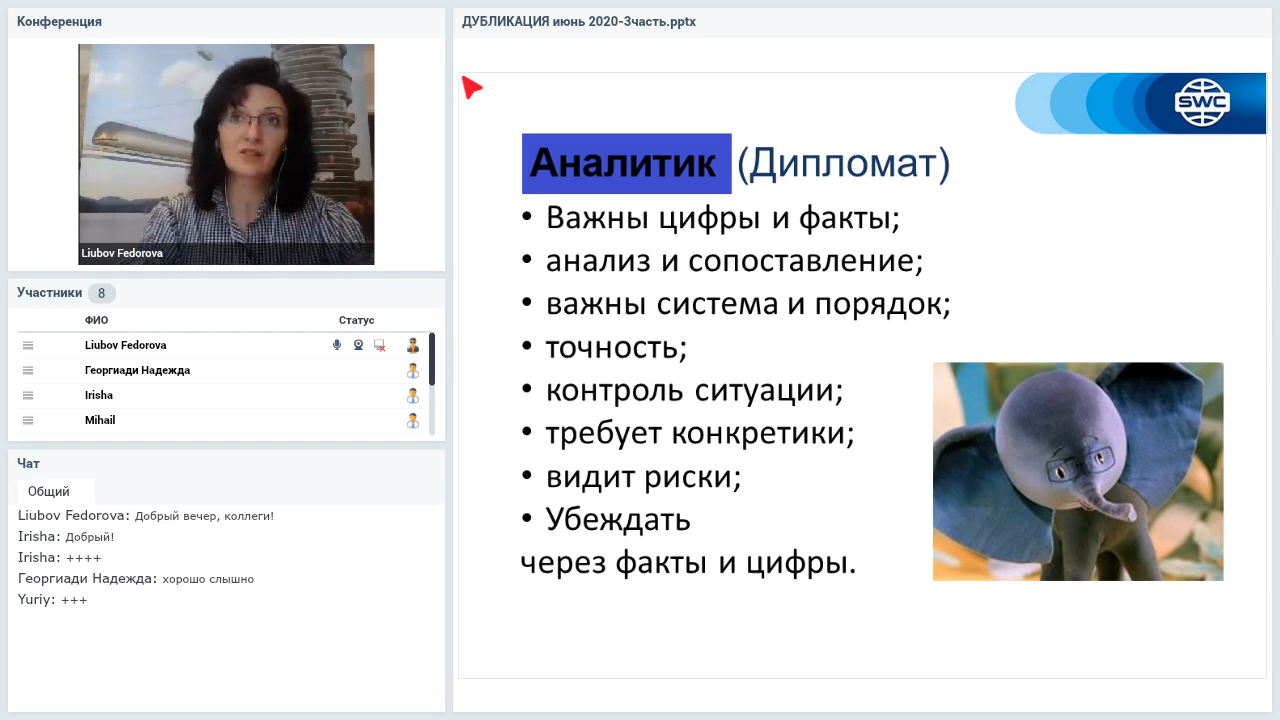 Конференция
Liubov Fedorova
Участники 8
ФИО Статус
Liubov Fedorova
Георгиади Надежда
Irisha
Mihail
Чат
Общий
Liubov Fedorova: Добрый вечер, коллеги!
Irisha: Добрый!
Irisha: ++++
Георгиади Надежда: хорошо слышно
Yuriy: +++
ДУБЛИКАЦИЯ июнь 2020-3часть.pptx
SWC
Аналитик (Дипломат)
• Важны цифры и факты;
• анализ и сопоставление;
• важны система и порядок;
• точность;
• контроль ситуации;
• требует конкретики;
• видит риски;
• Убеждать
через факты и цифры.